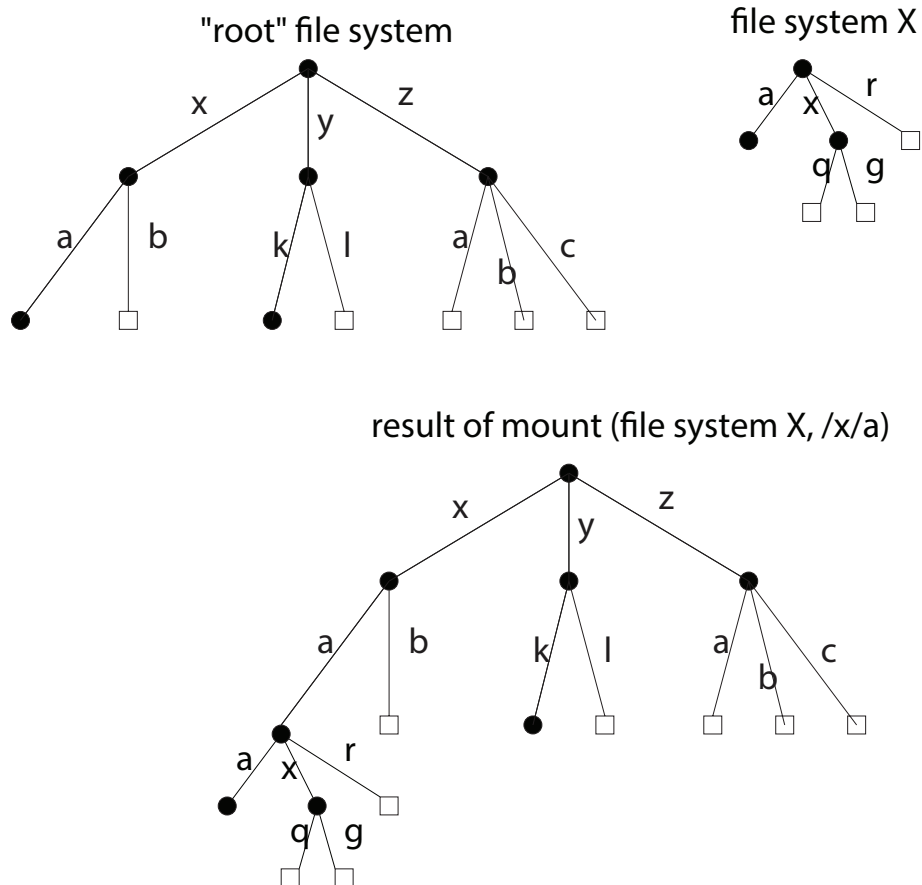 "root" file system
file system X
x
y
z
a
x
r
q
g
a
b
k
l
a
b
c
result of mount (file system X, /x/a)
x
y
z
a
b
k
l
a
b
c
a
x
r
q
g